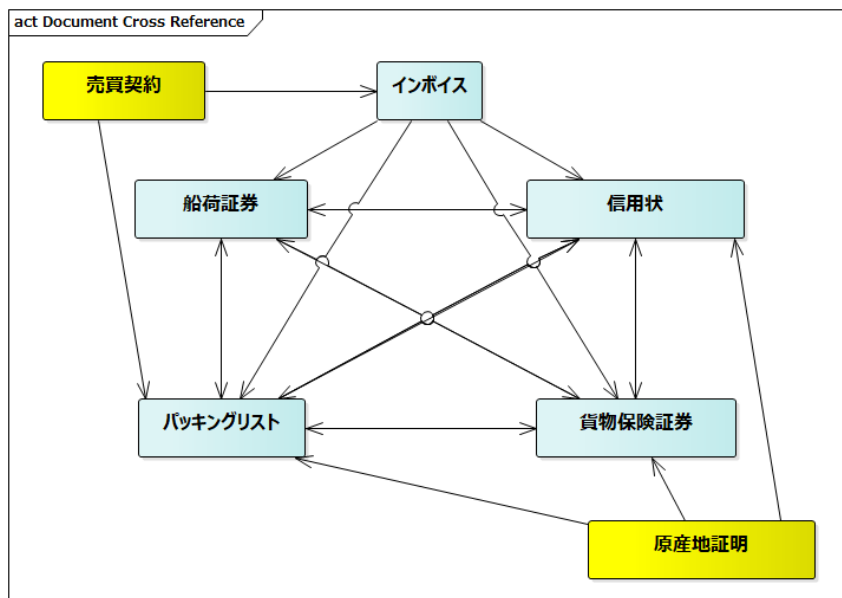 act Document Cross Reference
売買契約
インボイス
船荷証券
信用状
パッキングリスト
貨物保険証券
原産地証明